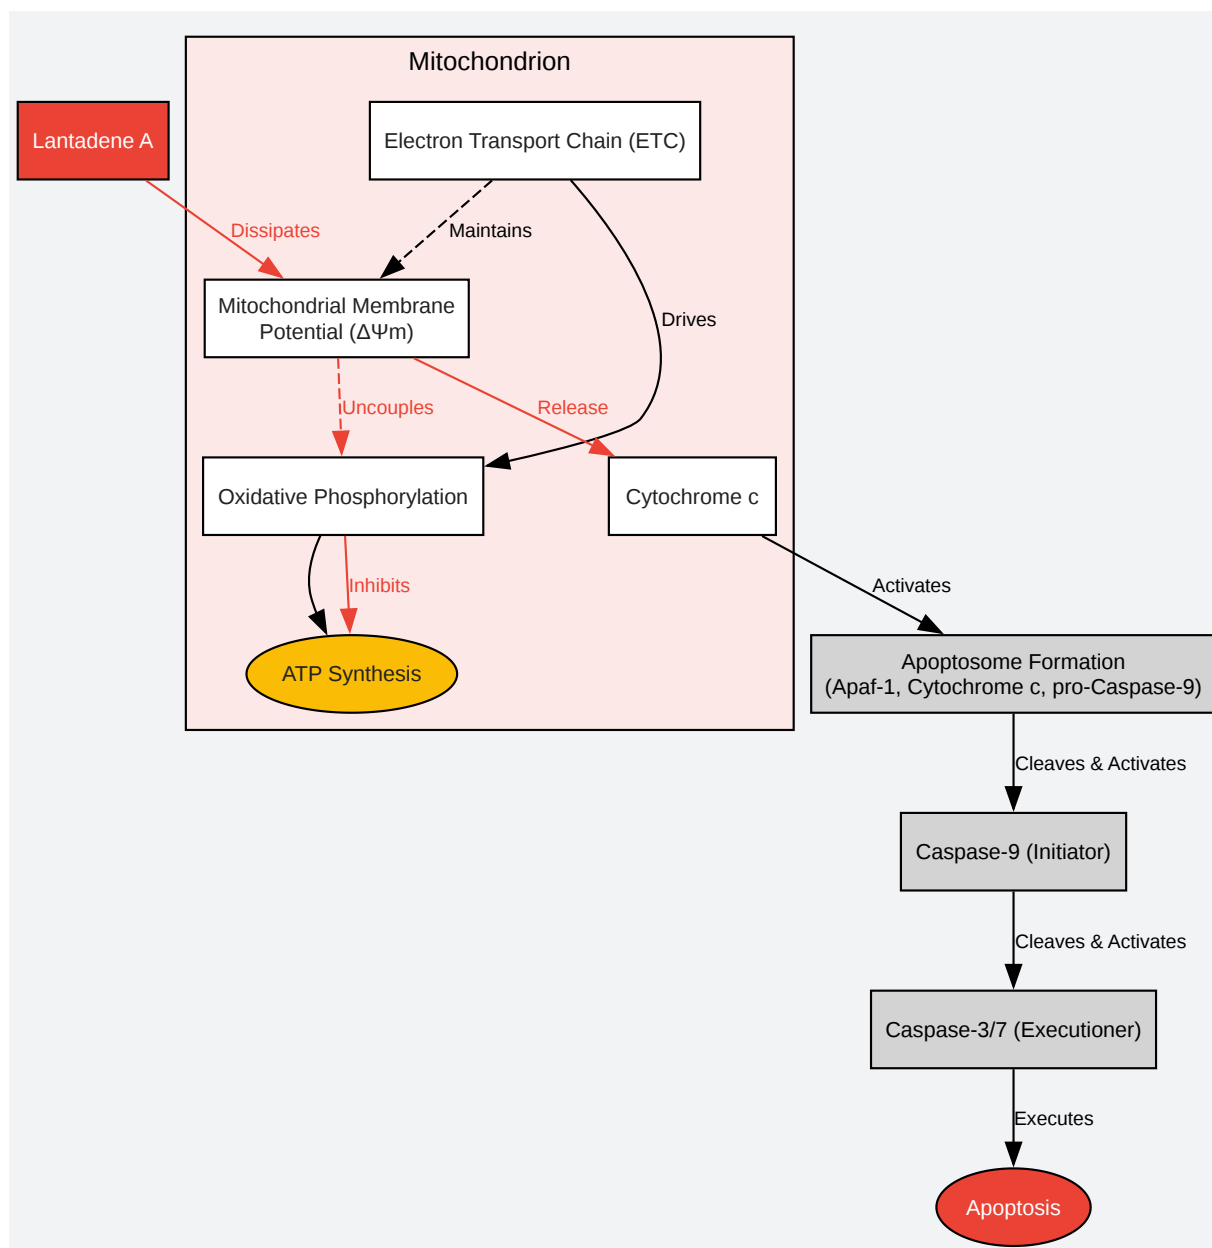 Mitochondrion
Lantadene A
Electron Transport Chain (ETC)
Dissipates
Maintains
Mitochondrial Membrane
Potential (ΔΨm)
Drives
Uncouples
Release
Oxidative Phosphorylation
Cytochrome c
Inhibits
Activates
ATP Synthesis
Apoptosome Formation
(Apaf-1, Cytochrome c, pro-Caspase-9)
Cleaves & Activates
Caspase-9 (Initiator)
Cleaves & Activates
Caspase-3/7 (Executioner)
Executes
Apoptosis